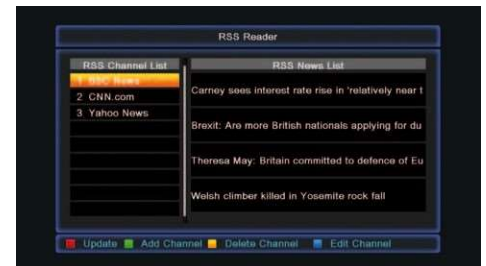 RSS Reader
RSS Channel List
1 BBC News
2 CNN.com
3 Yahoo News
RSS News List
Carney sees interest rate rise in 'relatively near t
Brexit: Are more British nationals applying for du
Theresa May: Britain committed to defence of Eu
Welsh climber killed in Yosemite rock fall
Update Add Channel Delete Channel Edit Channel